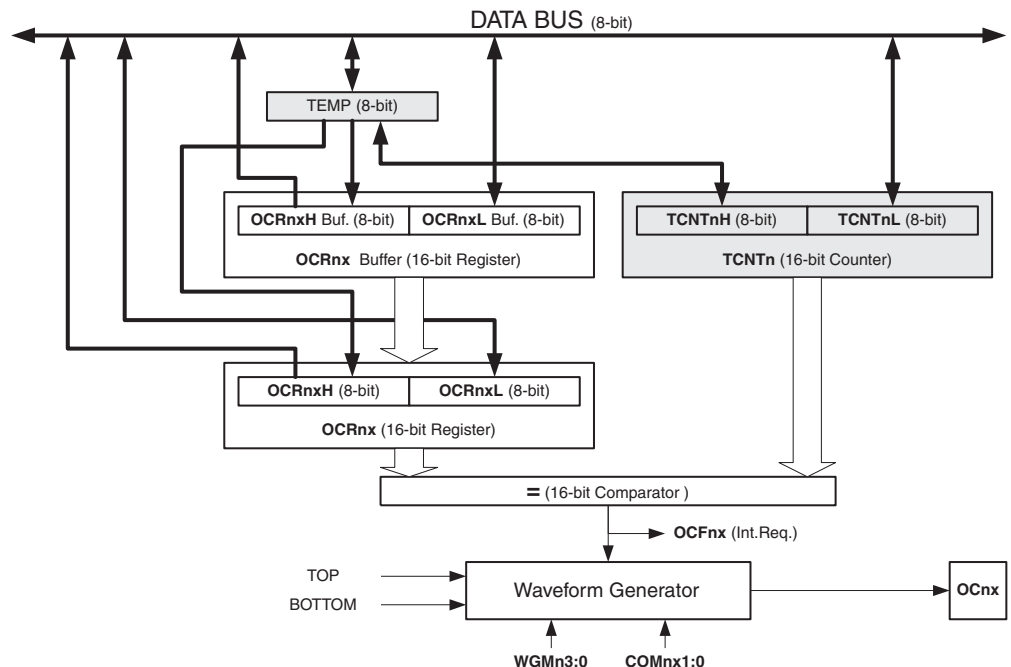 DATA BUS (8-bit)
TEMP (8-bit)
OCRnxH Buf. (8-bit) OCRnxL Buf. (8-bit)
OCRnx Buffer (16-bit Register)
TCNTnH (8-bit) TCNTnL (8-bit)
TCNTn (16-bit Counter)
OCRnxH (8-bit) OCRnxL (8-bit)
OCRnx (16-bit Register)
= (16-bit Comparator )
OCFnx (Int.Req.)
TOP
BOTTOM
Waveform Generator
OCnx
WGMn3:0 COMnx1:0